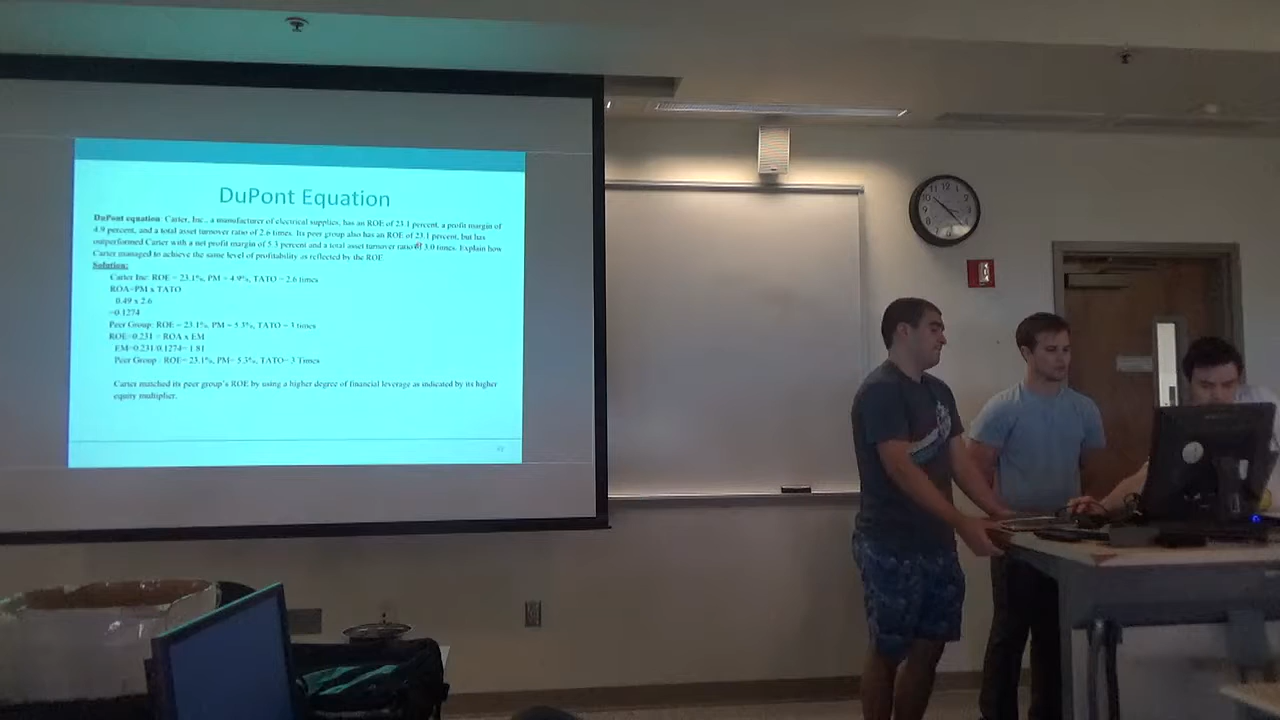 DuPont Equation
DuPont equation Carter, Inc., a manufacturer of electrical supplies, has an ROE of 23.1 percent, a profit margin of
4.9 percent, and a total asset turnover ratio of 2.6 times. Its peer group also has an ROE of 23.1 percent, but has
outperformed Carter with a net profit margin of 5.3 percent and a total asset turnover ratio of 3.0 times. Explain how
Carter managed to achieve the same level of profitability as reflected by the ROE.
Solution:
Carter Inc: ROE = 23.1%, PM = 4.9%, TATO = 2.6 times
ROA=PM x TATO
0.49 x 2.6
=0.1274
Peer Group: ROE = 23.1%, PM = 5.3%, TATO = 3 times
ROE=0.231 = ROA x EM
EM=0.231/0.1274= 1.81
Peer Group : ROE= 23.1%, PM= 5.3%, TATO= 3 Times
Carter matched its peer group's ROE by using a higher degree of financial leverage as indicated by its higher
equity multiplier.
12